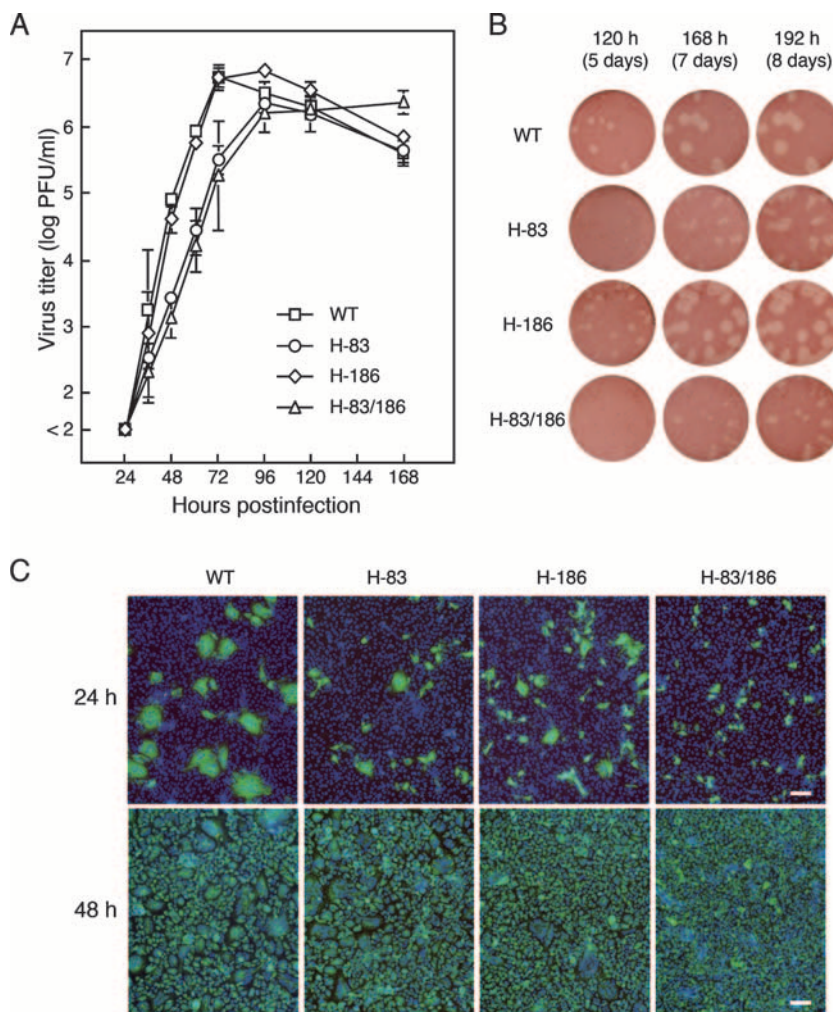 A
Virus titer (log PFU/ml)
7
6
5
4
3
2
< 2
24 48 72 96 120 144 168
Hours postinfection
WT
H-83
H-186
H-83/186
B
120 h 168 h 192 h
(5 days) (7 days) (8 days)
WT
H-83
H-186
H-83/186
C
WT H-83 H-186 H-83/186
24 h
48 h